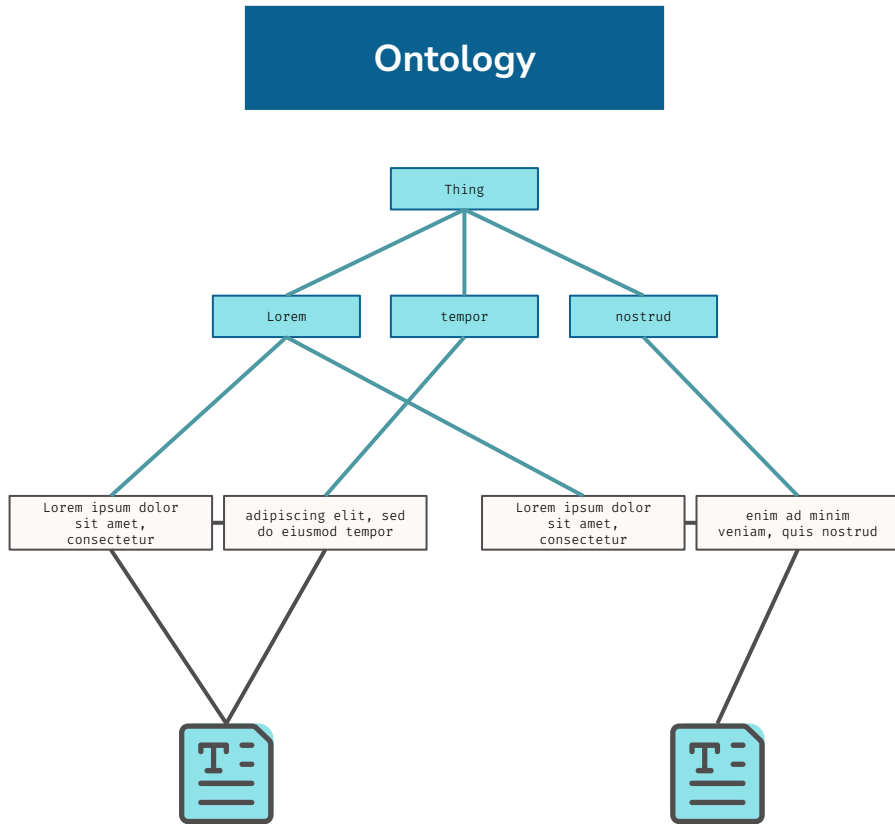 Ontology
Thing
Lorem
tempor
nostrud
Lorem ipsum dolor
sit amet,
consectetur
adipiscing elit, sed
do eiusmod tempor
Lorem ipsum dolor
sit amet,
consectetur
enim ad minim
veniam, quis nostrud
T
T